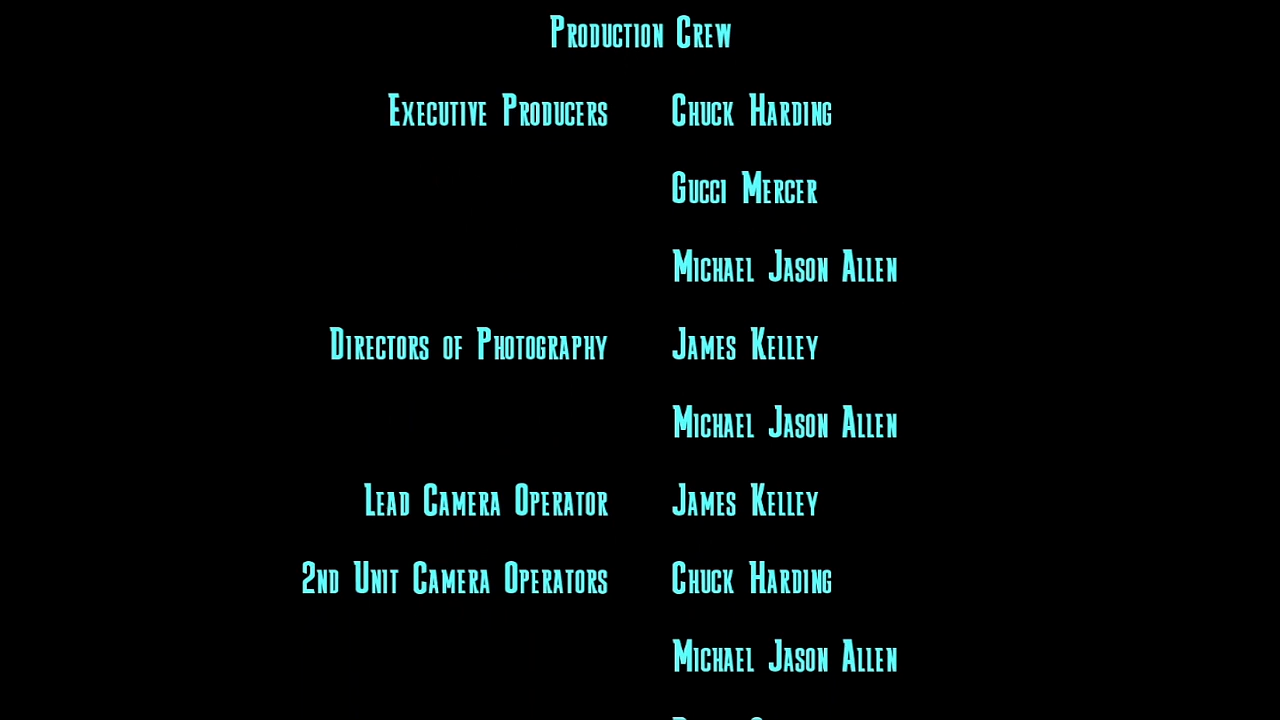 Production Crew
Executive Producers Chuck Harding
Gucci Mercer
Michael Jason Allen
Directors of Photography James Kelley
Michael Jason Allen
Lead Camera Operator James Kelley
2nd Unit Camera Operators Chuck Harding
Michael Jason Allen